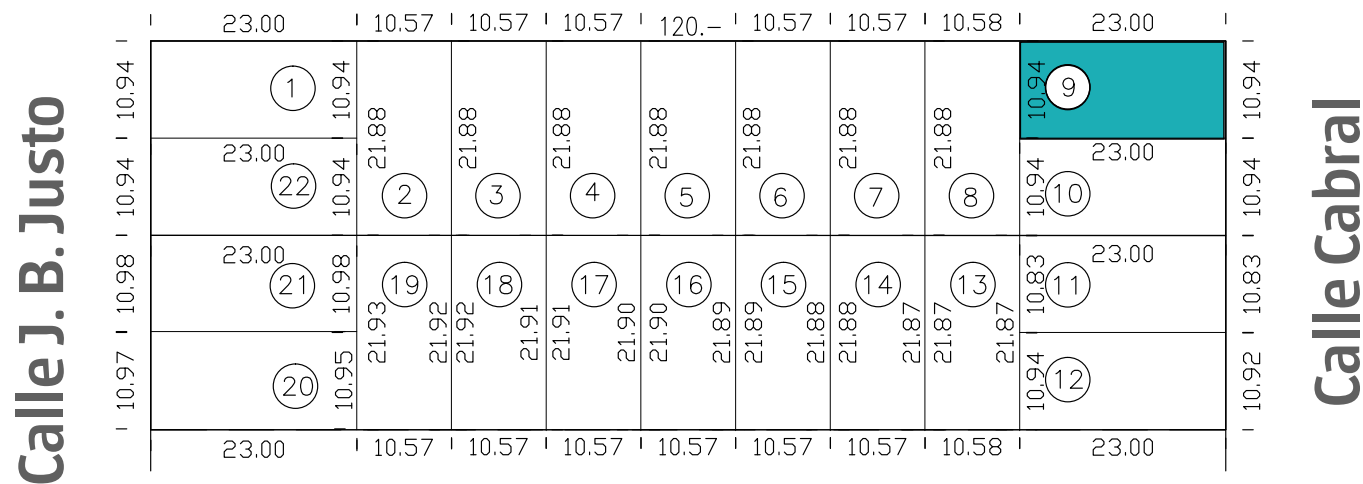 23.00 10.57 10.57 10.57 120.- 10.57 10.57 10.58 23.00
Calle J. B. Justo
Calle Cabral
10.94 1 10.94 10.94 9 10.94
21.88 21.88 21.88 21.88 21.88 21.88
23.00 23.00
10.94 22 10.94 2 3 4 5 6 7 8 10.94 10 10.94
23.00 23.00
10.98 21 10.98 19 18 17 16 15 14 13 10.83 11 10.83
21.93 21.92 21.92 21.91 21.91 21.90 21.90 21.89 21.89 21.88 21.88 21.87 21.87 21.87
10.97 20 10.95 10.94 12 10.92
23.00 10.57 10.57 10.57 10.57 10.57 10.57 10.58 23.00